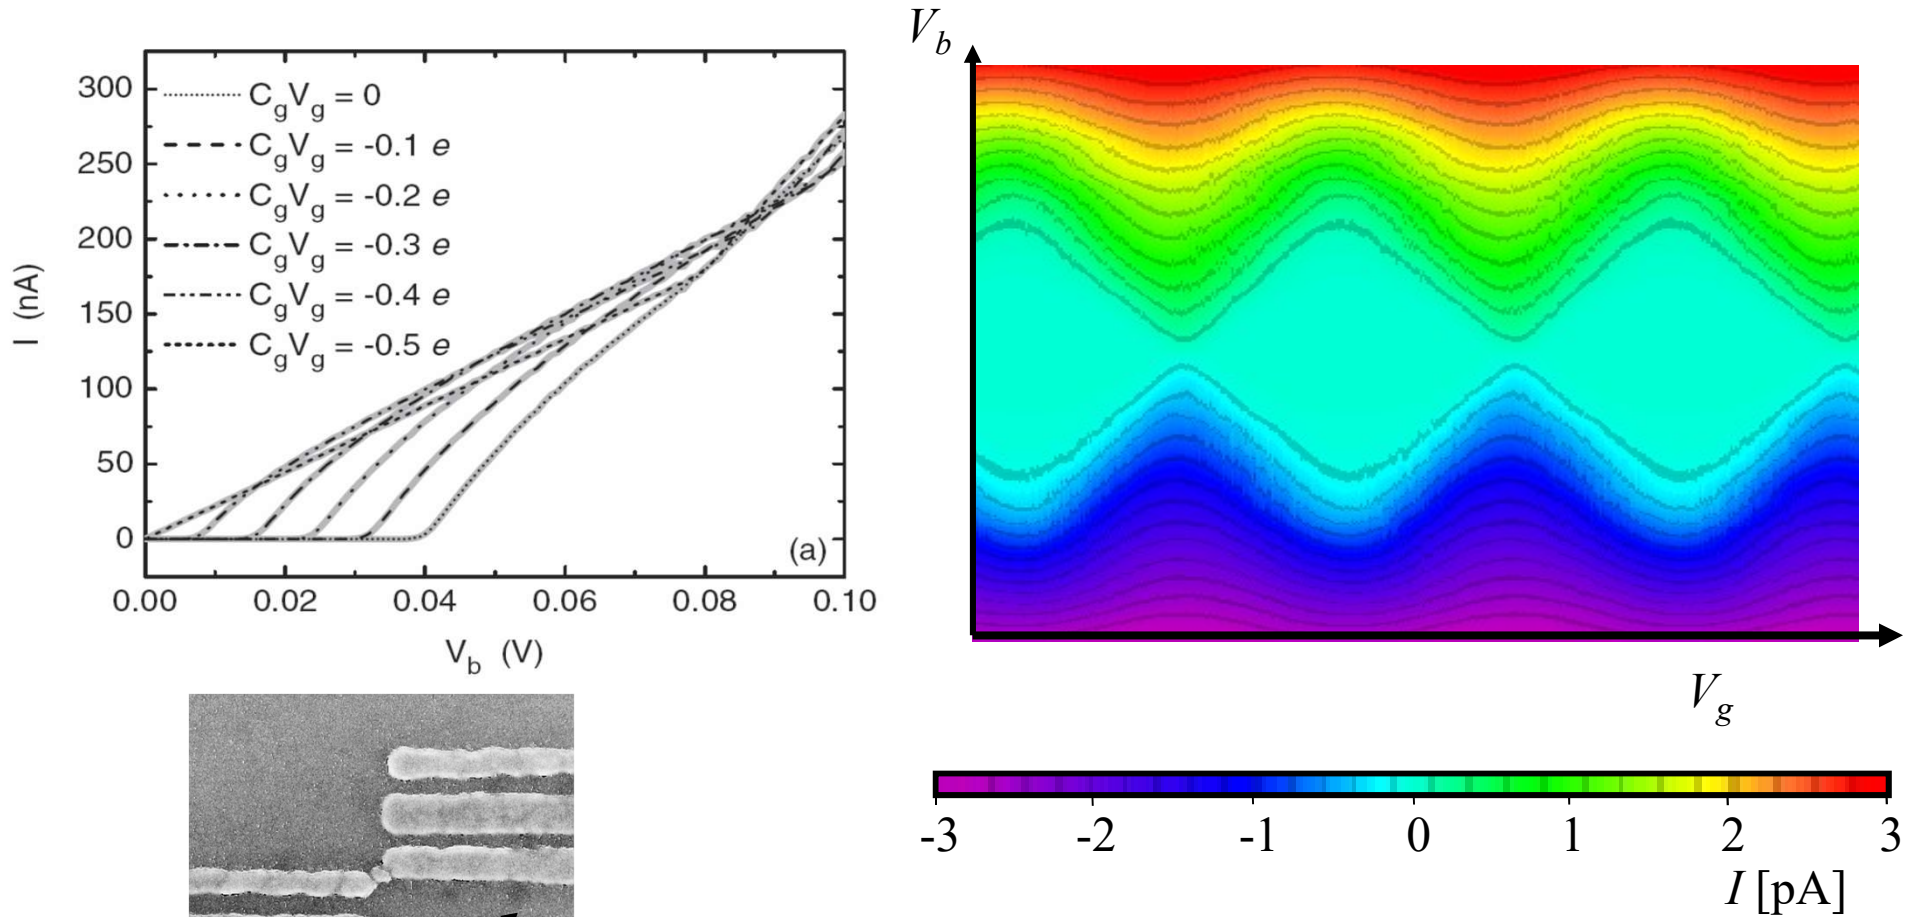 300
250
200
150
100
50
0
I (nA)
CgVg = 0
CgVg = -0.1 e
CgVg = -0.2 e
CgVg = -0.3 e
CgVg = -0.4 e
CgVg = -0.5 e
(a)
0.00 0.02 0.04 0.06 0.08 0.10
Vb (V)
Vb
Vg
-3 -2 -1 0 1 2 3
I [pA]